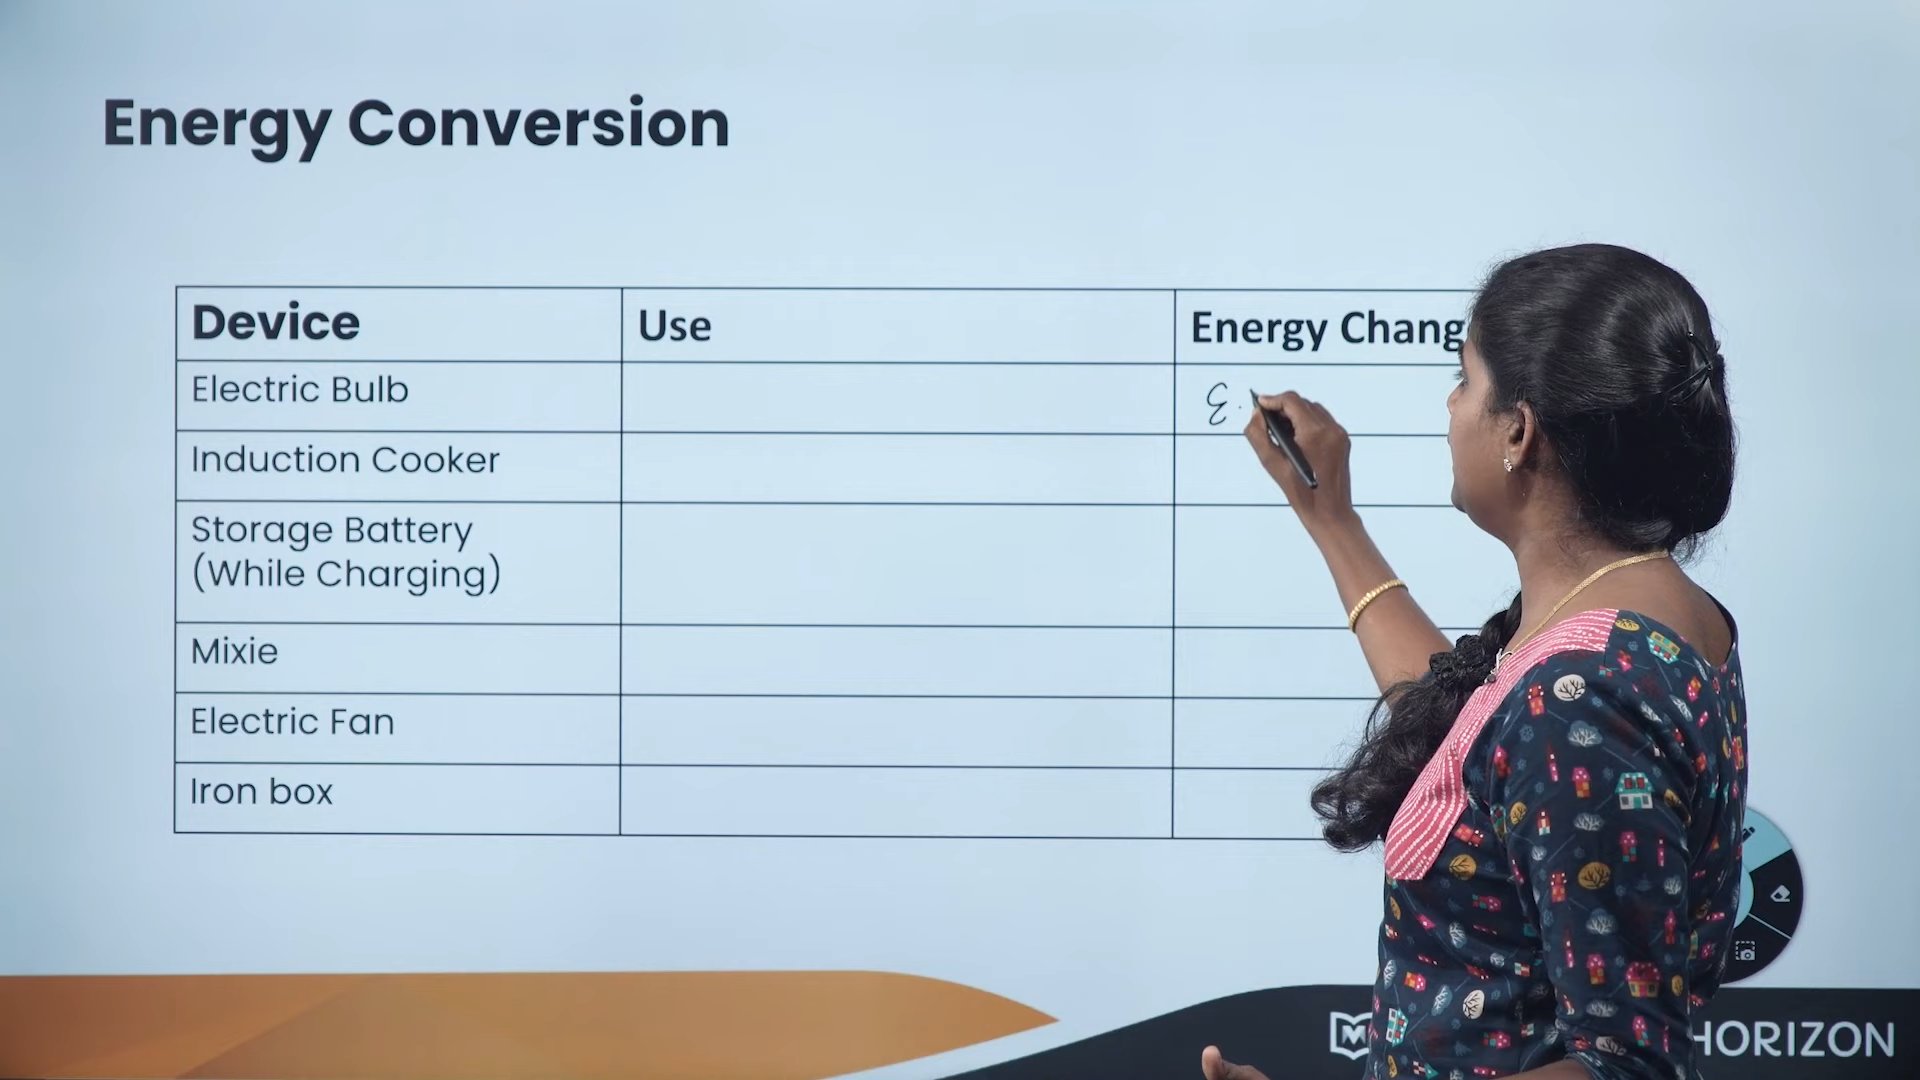 Energy Conversion
Device Use Energy Chang
Electric Bulb ε.
Induction Cooker
Storage Battery
(While Charging)
Mixie
Electric Fan
Iron box
M HORIZON